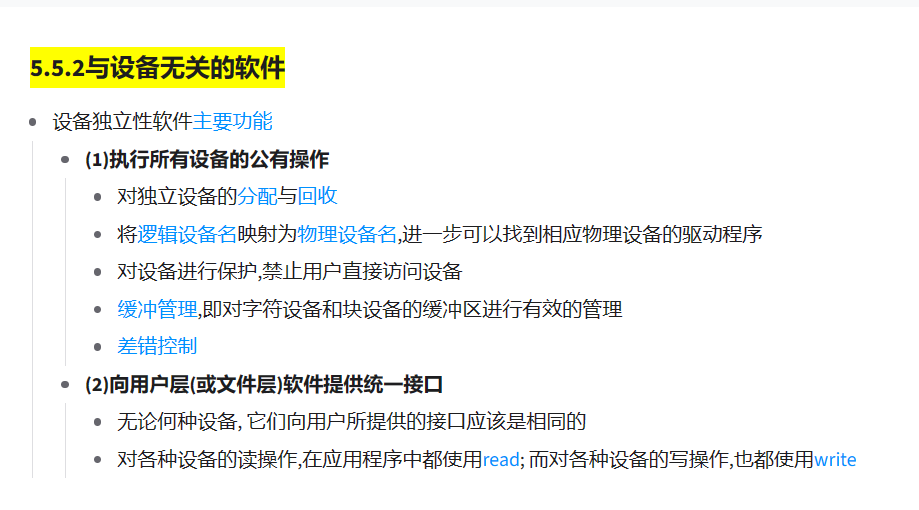 5.5.2与设备无关的软件
设备独立性软件主要功能
(1)执行所有设备的公有操作
对独立设备的分配与回收
将逻辑设备名映射为物理设备名,进一步可以找到相应物理设备的驱动程序
对设备进行保护,禁止用户直接访问设备
缓冲管理,即对字符设备和块设备的缓冲区进行有效的管理
差错控制
(2)向用户层(或文件层)软件提供统一接口
无论何种设备, 它们向用户所提供的接口应该是相同的
对各种设备的读操作,在应用程序中都使用read; 而对各种设备的写操作,也都使用write